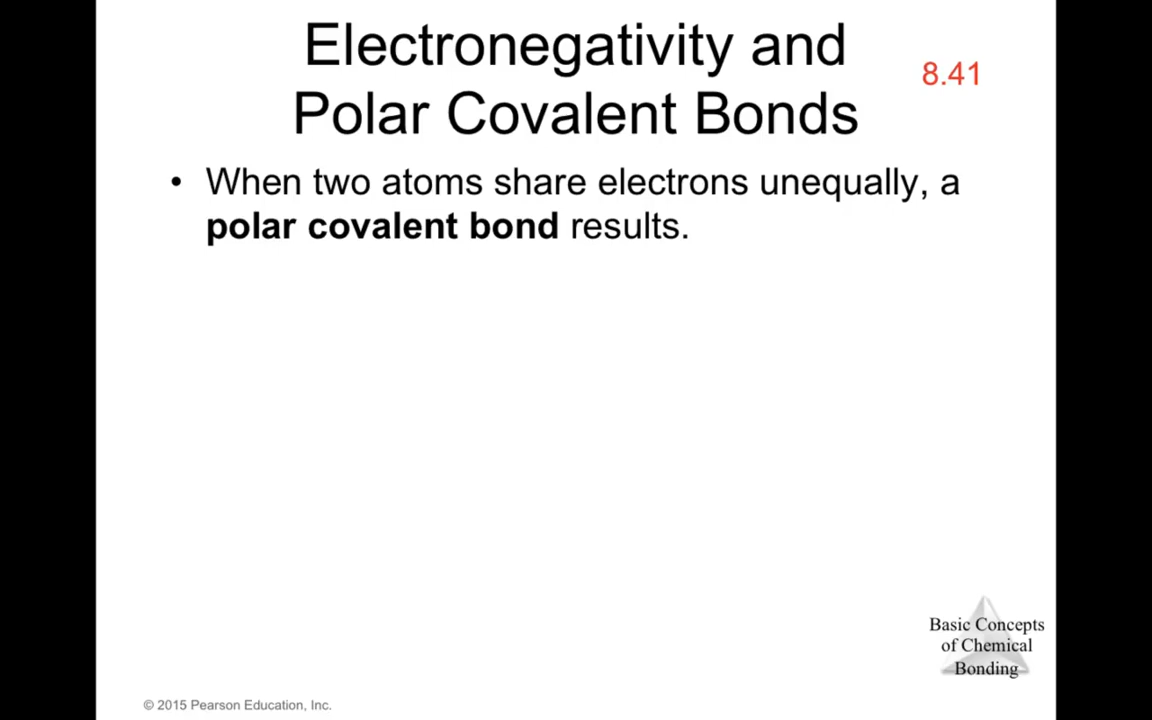 Electronegativity and
Polar Covalent Bonds
8.41
• When two atoms share electrons unequally, a
polar covalent bond results.
Basic Concepts
of Chemical
Bonding
© 2015 Pearson Education, Inc.